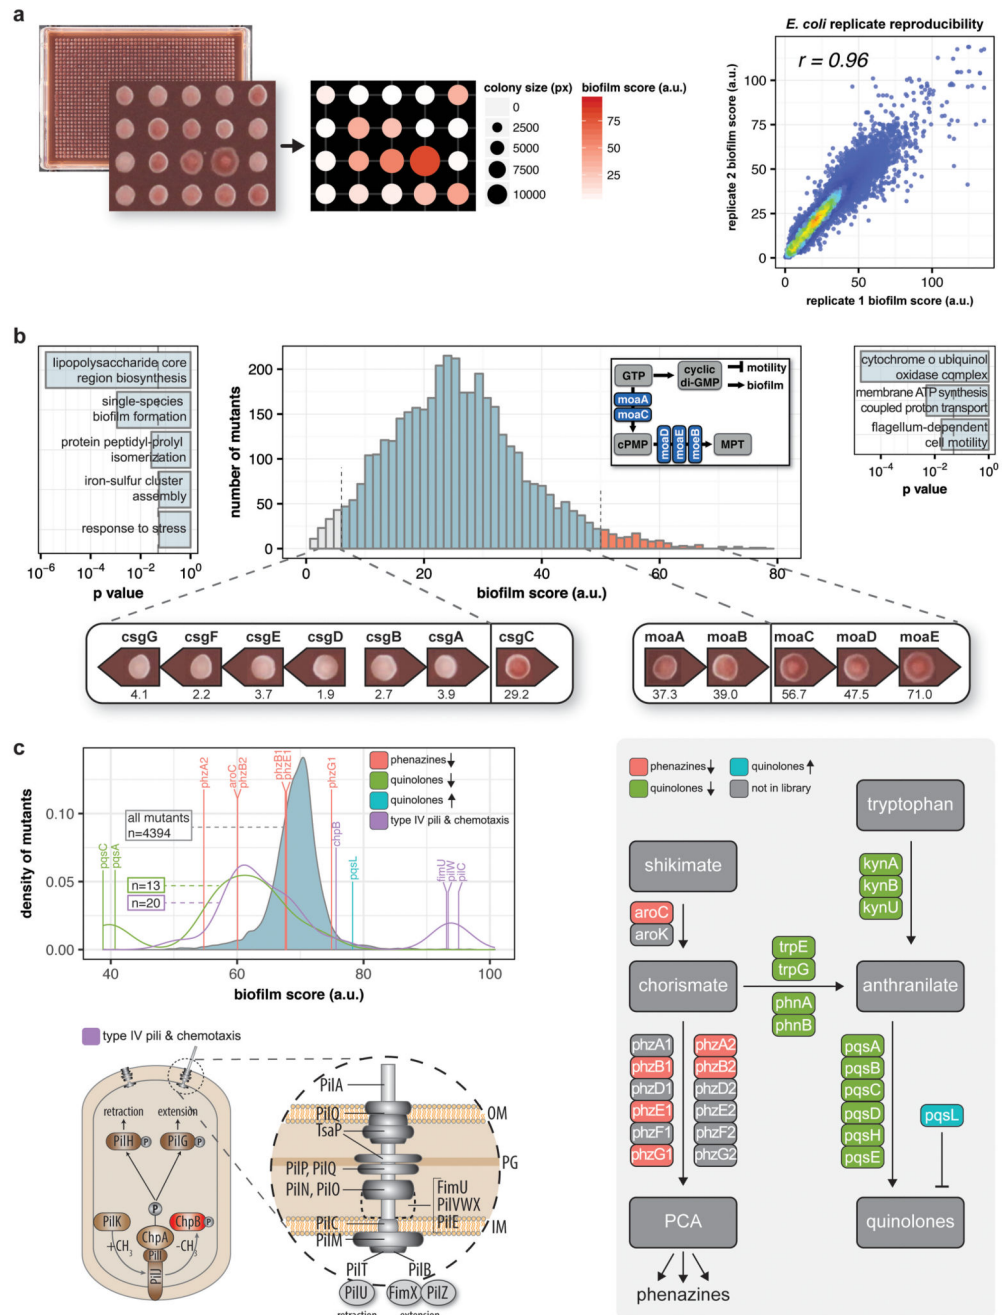 a
colony size (px)
0
2500
5000
7500
10000
biofilm score (a.u.)
75
50
25
E. coli replicate reproducibility
r = 0.96
replicate 2 biofilm score (a.u.)
100
75
50
25
0
0
50
100
replicate 1 biofilm score (a.u.)
b
lipopolysaccharide core
region biosynthesis
single-species
biofilm formation
protein peptidyl-prolyl
isomerization
iron-sulfur cluster
assembly
response to stress
10⁻⁶
10⁻⁴
10⁻²
10⁰
p value
number of mutants
200
150
100
50
0
0
20
40
60
80
biofilm score (a.u.)
GTP
cyclic
di-GMP
motility
biofilm
moaA
moaC
cPMP
moaD
moaE
moeB
MPT
cytochrome o ubiquinol
oxidase complex
membrane ATP synthesis
coupled proton transport
flagellum-dependent
cell motility
10⁻⁴
10⁻²
10⁰
p value
csgG csgF csgE csgD csgB csgA csgC
4.1 2.2 3.7 1.9 2.7 3.9 29.2
moaA moaB moaC moaD moaE
37.3 39.0 56.7 47.5 71.0
c
density of mutants
0.10
0.05
0.00
40
60
80
100
biofilm score (a.u.)
pqsC
pqsA
phzA2
aroC
phzB2
phzB1
phzE1
phzG1
chpB
pqsL
fimU
pilW
pilC
all mutants
n=4394
n=13
n=20
phenazines
quinolones
quinolones
type IV pili & chemotaxis
type IV pili & chemotaxis
retraction
extension
PilH
P
PilG
P
P
PilK
ChpB
P
ChpA
PilI
PilJ
+CH3
-CH3
PilA
PilQ
TsaP
PilP, PilQ
PilN, PilO
PilC
PilM
PilT
PilB
PilU
FimX
PilZ
retraction
extension
FimU
PilVWX
PilE
OM
PG
IM
phenazines
quinolones
quinolones
not in library
tryptophan
shikimate
kynA
kynB
kynU
aroC
aroK
chorismate
trpE
trpG
phnA
phnB
anthranilate
phzA1
phzB1
phzD1
phzE1
phzF1
phzG1
phzA2
phzB2
phzD2
phzE2
phzF2
phzG2
pqsA
pqsB
pqsC
pqsD
pqsH
pqsE
pqsL
PCA
quinolones
phenazines